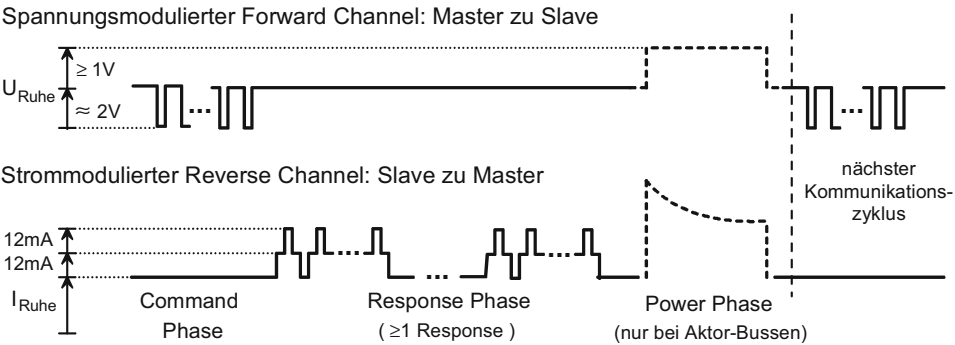 Spannungsmodulierter Forward Channel: Master zu Slave
≥ 1V
U_Ruhe
≈ 2V
...
...
Strommodulierter Reverse Channel: Slave zu Master
nächster
Kommunikations-
zyklus
12mA
12mA
...
I_Ruhe
Command
Phase
Response Phase
( ≥1 Response )
Power Phase
(nur bei Aktor-Bussen)